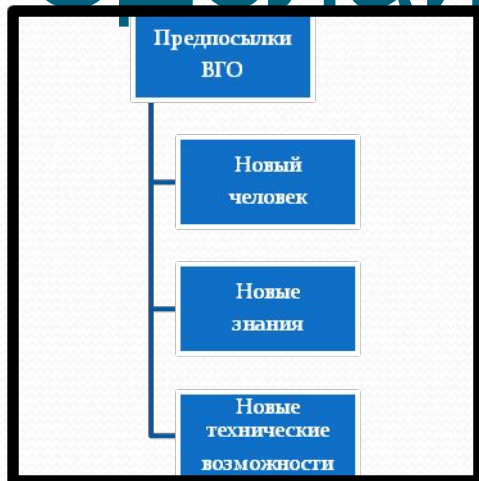 Предпосылки
ВГО
Новый
человек
Новые
знания
Новые
технические
возможности